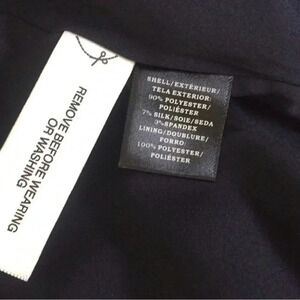 REMOVE BEFORE WEARING
OR WASHING
SHELL/EXTÉRIEUR/
TELA EXTERIOR:
90% POLYESTER/
POLIÉSTER
7% SILK/SOIE/SEDA
3%SPANDEX
LINING/DOUBLURE/
FORRO
100% POLYESTER/
POLIÉSTER